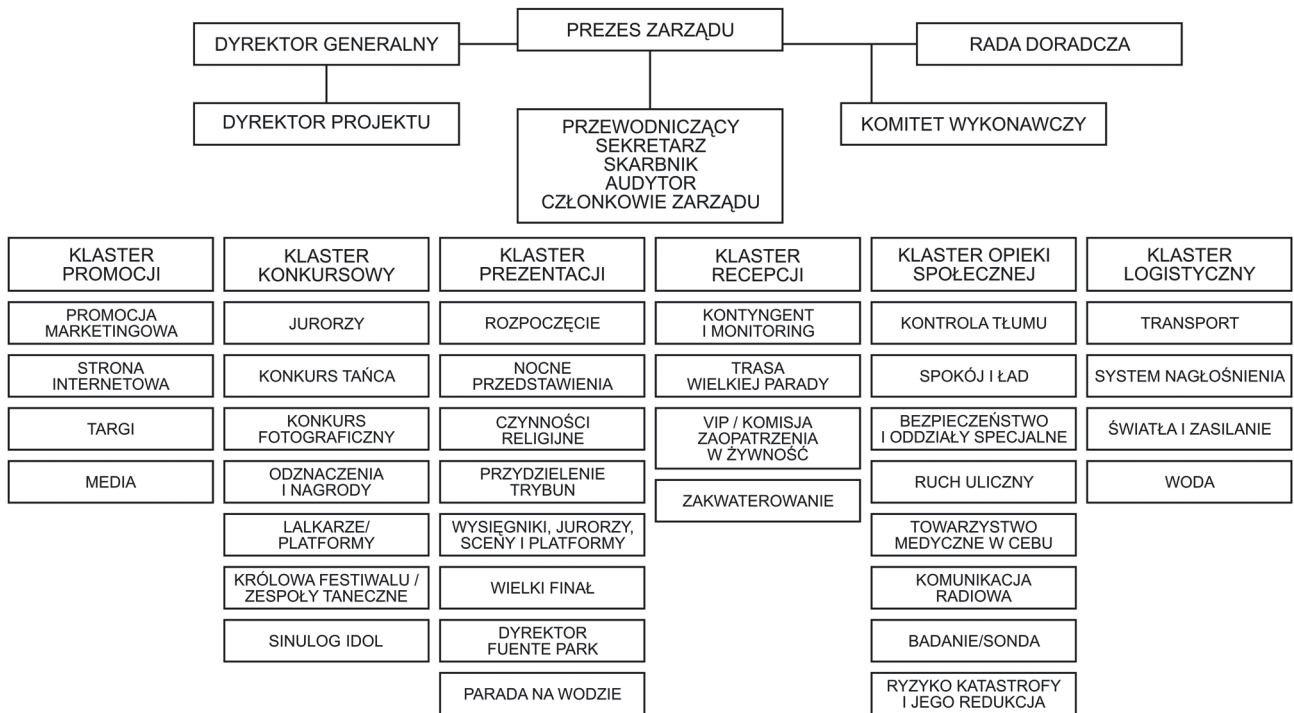 DYREKTOR GENERALNY
PREZES ZARZĄDU
RADA DORADCZA
DYREKTOR PROJEKTU
PRZEWODNICZĄCY
SEKRETARZ
SKARBNIK
AUDYTOR
CZŁONKOWIE ZARZĄDU
KOMITET WYKONAWCZY
KLASTER
PROMOCJI
PROMOCJA
MARKETINGOWA
STRONA
INTERNETOWA
TARGI
MEDIA
KLASTER
KONKURSOWY
JURORZY
KONKURS TAŃCA
KONKURS
FOTOGRAFICZNY
ODZNACZENIA
I NAGRODY
LALKARZE/
PLATFORMY
KRÓLOWA FESTIWALU /
ZESPOŁY TANECZNE
SINULOG IDOL
KLASTER
PREZENTACJI
ROZPOCZĘCIE
NOCNE
PRZEDSTAWIENIA
CZYNNOŚCI
RELIGIJNE
PRZYDZIELENIE
TRYBUN
WYSIĘGNIKI, JURORZY,
SCENY I PLATFORMY
WIELKI FINAŁ
DYREKTOR
FUENTE PARK
PARADA NA WODZIE
KLASTER
RECEPCJI
KONTYNGENT
I MONITORING
TRASA
WIELKIEJ PARADY
VIP / KOMISJA
ZAOPATRZENIA
W ŻYWNOŚĆ
ZAKWATEROWANIE
KLASTER OPIEKI
SPOŁECZNEJ
KONTROLA TŁUMU
SPOKÓJ I ŁAD
BEZPIECZEŃSTWO
I ODDZIAŁY SPECJALNE
RUCH ULICZNY
TOWARZYSTWO
MEDYCZNE W CEBU
KOMUNIKACJA
RADIOWA
BADANIE/SONDA
RYZYKO KATASTROFY
I JEGO REDUKCJA
KLASTER
LOGISTYCZNY
TRANSPORT
SYSTEM NAGŁOŚNIENIA
ŚWIATŁA I ZASILANIE
WODA